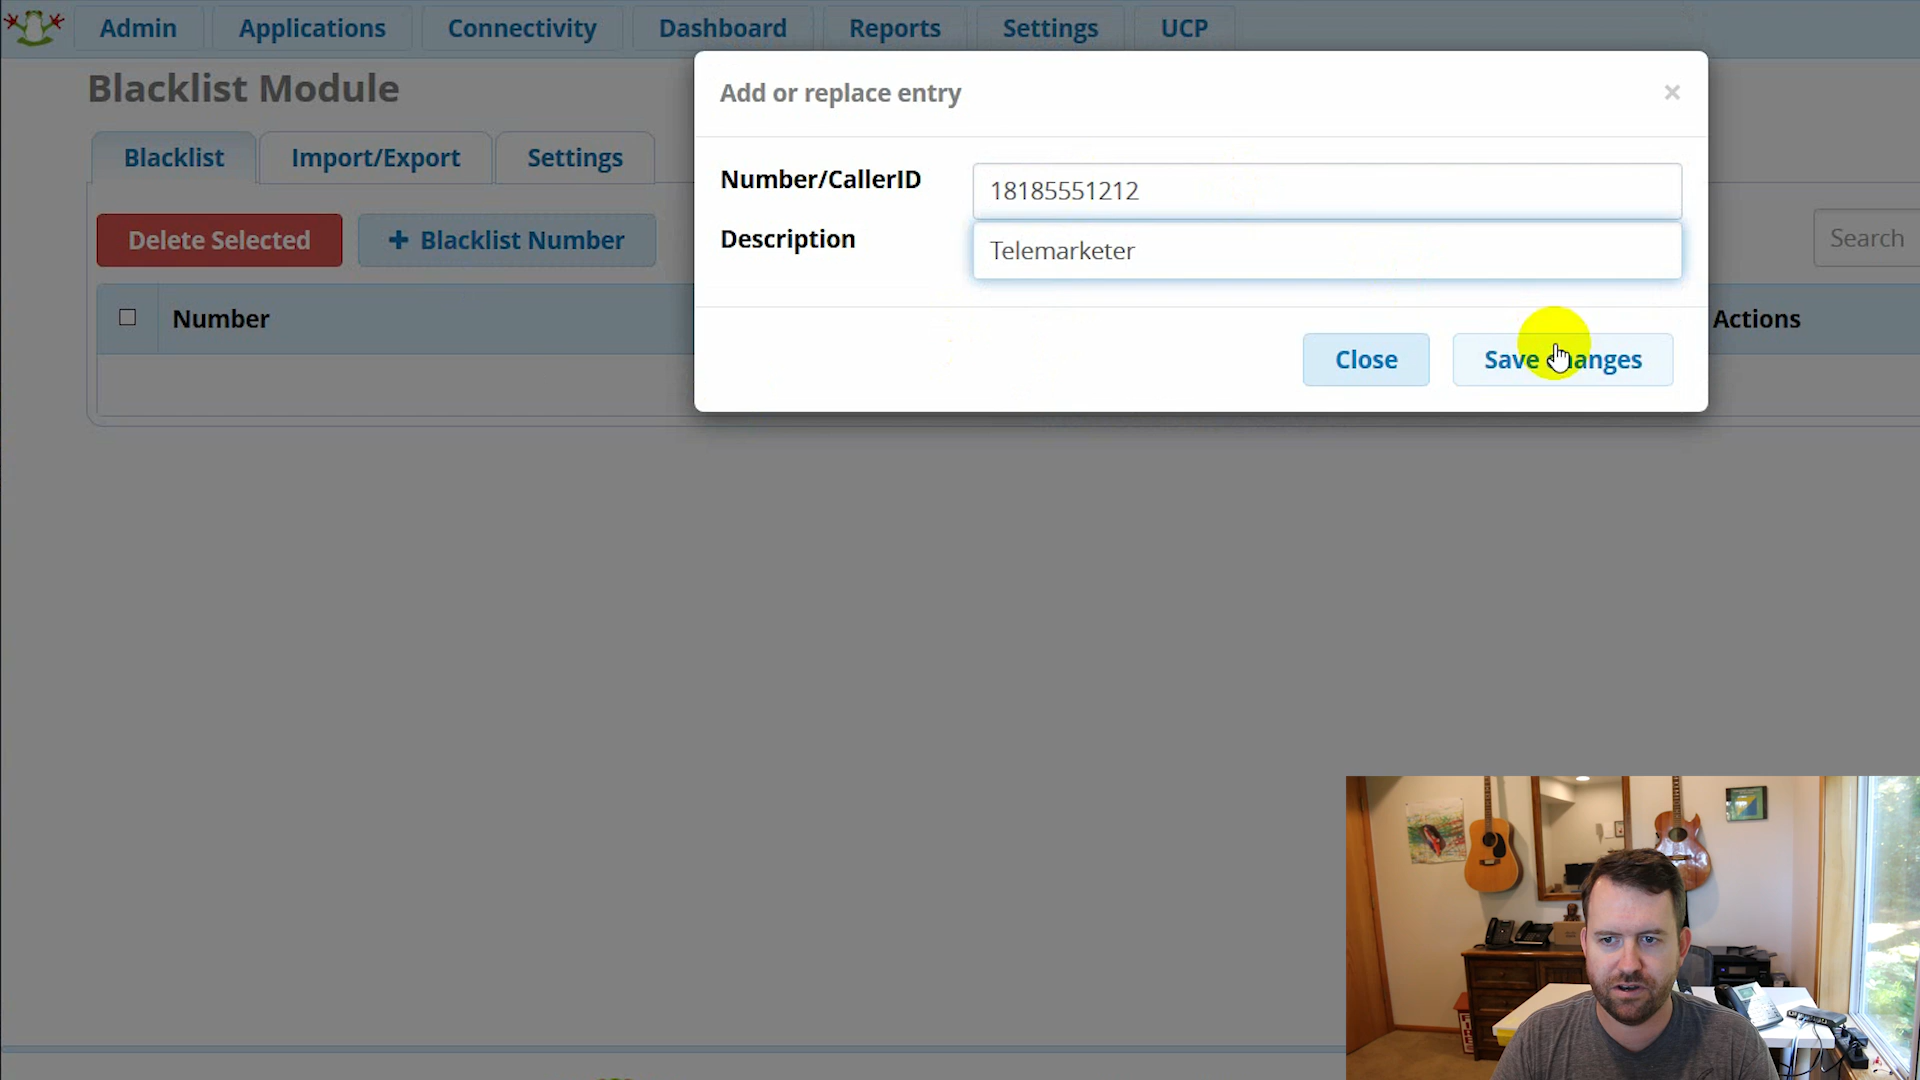 Admin Applications Connectivity Dashboard Reports Settings UCP
Blacklist Module
Add or replace entry ×
Blacklist Import/Export Settings
Number/CallerID 18185551212
Description Telemarketer
Delete Selected + Blacklist Number
Search
Number
Actions
Close Save